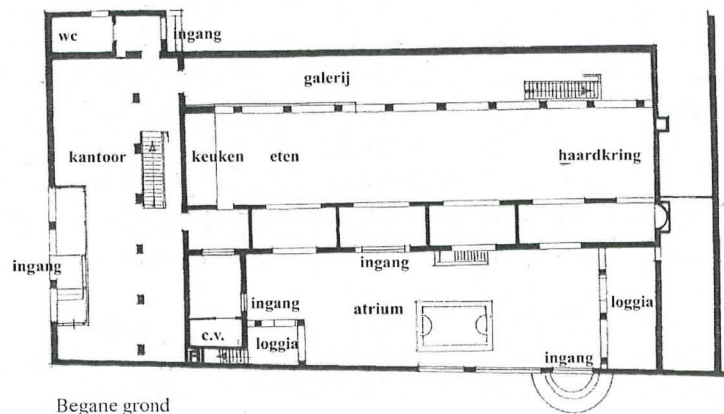 wc
ingang
galerij
kantoor
keuken
eten
haardkring
ingang
ingang
ingang
atrium
loggia
c.v.
loggia
ingang
A
Begane grond